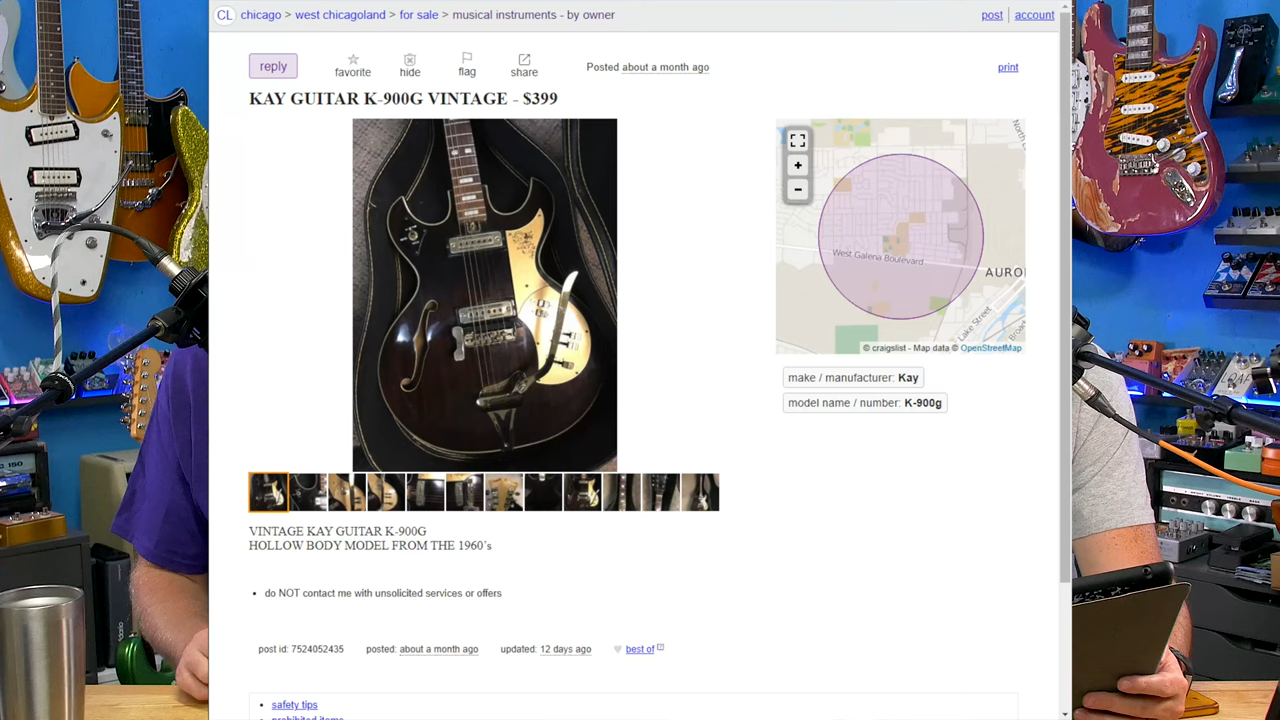 CL chicago > west chicagoland > for sale > musical instruments - by owner
post | account
reply
favorite
hide
flag
share
Posted about a month ago
print
KAY GUITAR K-900G VINTAGE - $399
+
-
West Galena Boulevard
AURO
Lake Street
© craigslist - Map data © OpenStreetMap
make / manufacturer: Kay
model name / number: K-900g
VINTAGE KAY GUITAR K-900G
HOLLOW BODY MODEL FROM THE 1960's
• do NOT contact me with unsolicited services or offers
post id: 7524052435
posted: about a month ago
updated: 12 days ago
♥ best of [?]
• safety tips
• prohibited items